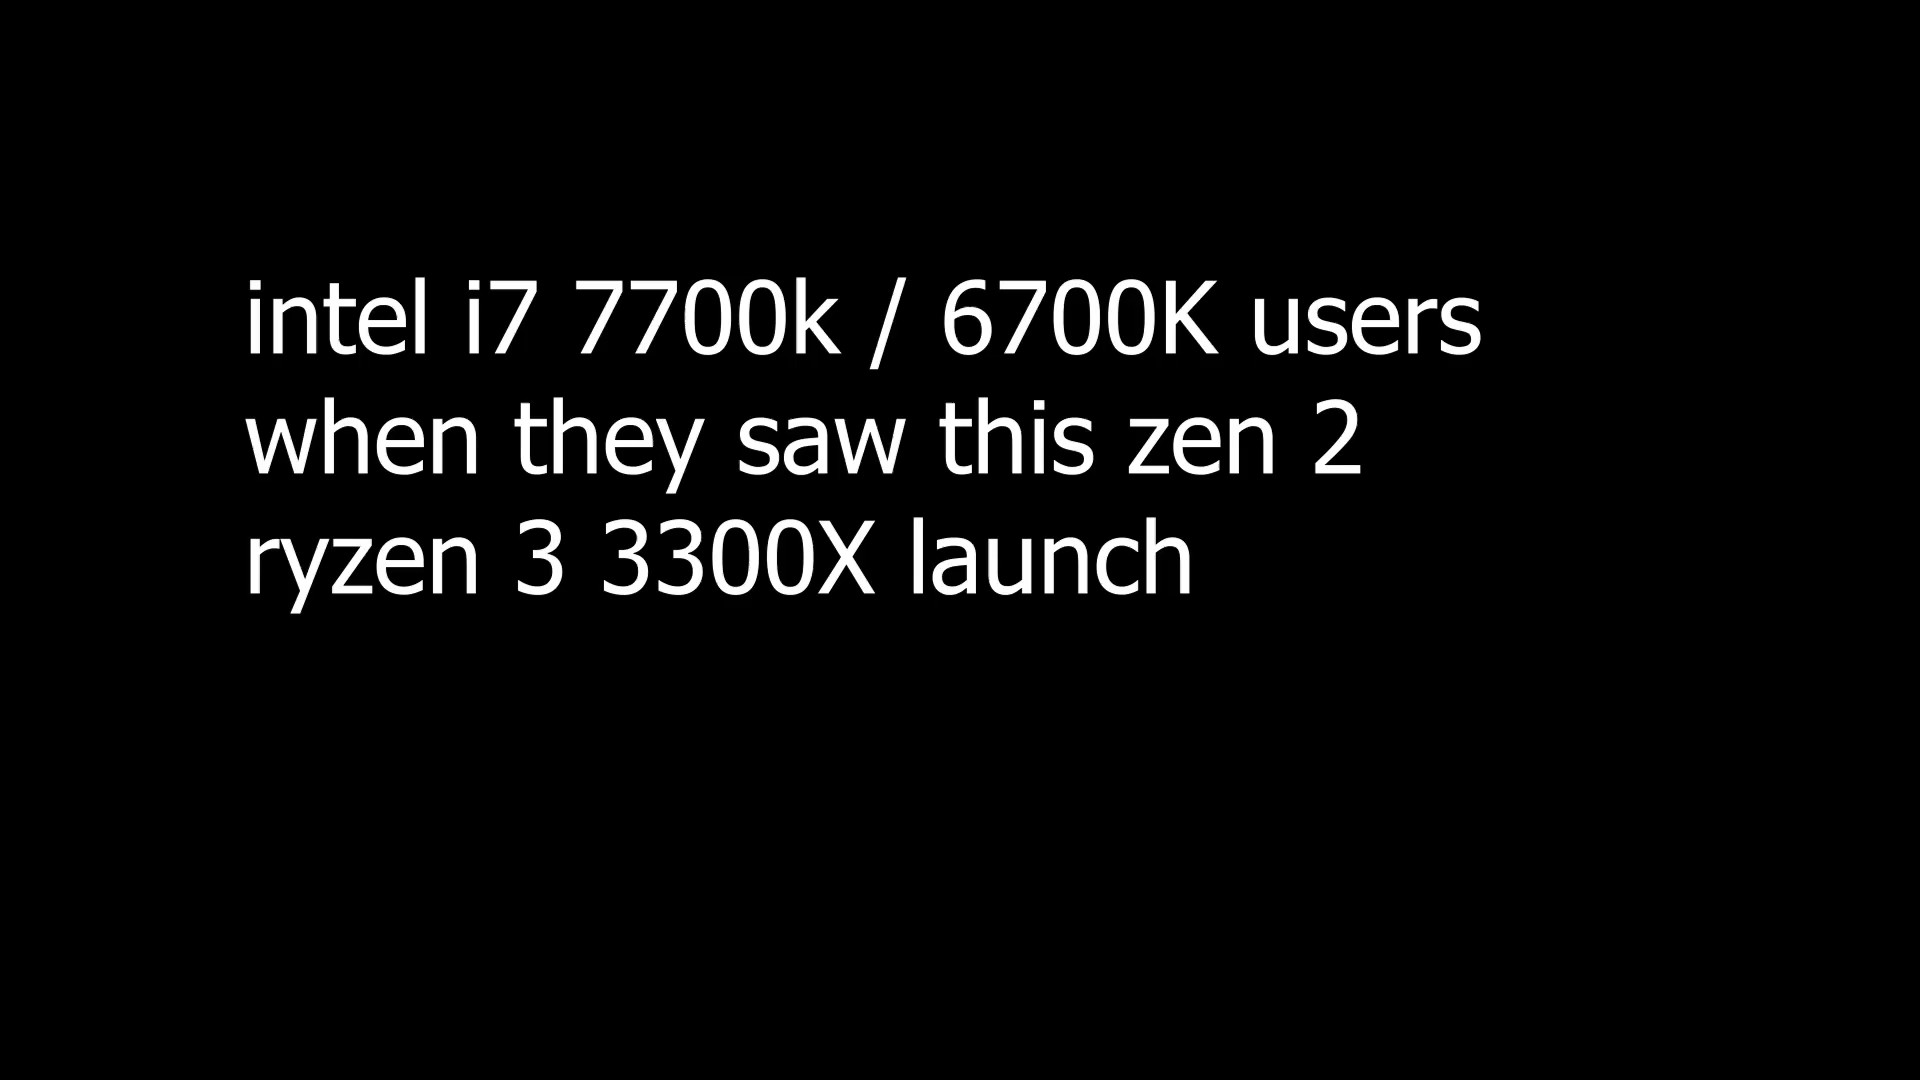 intel i7 7700k / 6700K users
when they saw this zen 2
ryzen 3 3300X launch